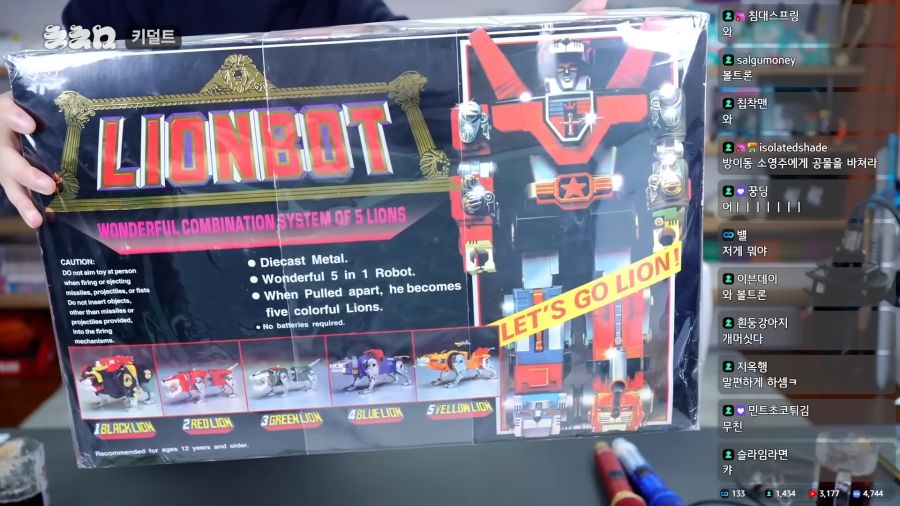 키덜트
LIONBOT
WONDERFUL COMBINATION SYSTEM OF 5 LIONS
CAUTION:
DO not aim toy at person
when firing or ejecting
missiles, projectiles, or fists
Do not insert objects,
other than missiles or
projectiles provided,
into the firing
mechanisms.
● Diecast Metal.
● Wonderful 5 in 1 Robot.
● When Pulled apart, he becomes
five colorful Lions.
● No batteries required.
LET'S GO LION!
1 BLACK LION
2 RED LION
3 GREEN LION
4 BLUE LION
5 YELLOW LION
Recommended for ages 12 years and older.
침대스프링
와
salgumoney
볼트론
침착맨
와
isolatedshade
방이동 소영주에게 공물을 바쳐라
꿍딩
어ㅣㅣㅣㅣㅣㅣㅣ
뱰
저게 뭐야
이븐데이
와 볼트론
흰둥강아지
개머싯다
지옥행
말편하게 하셈ㅋ
민트초코튀김
무친
슬라임라면
캬
133 1,434 3,177 4,744